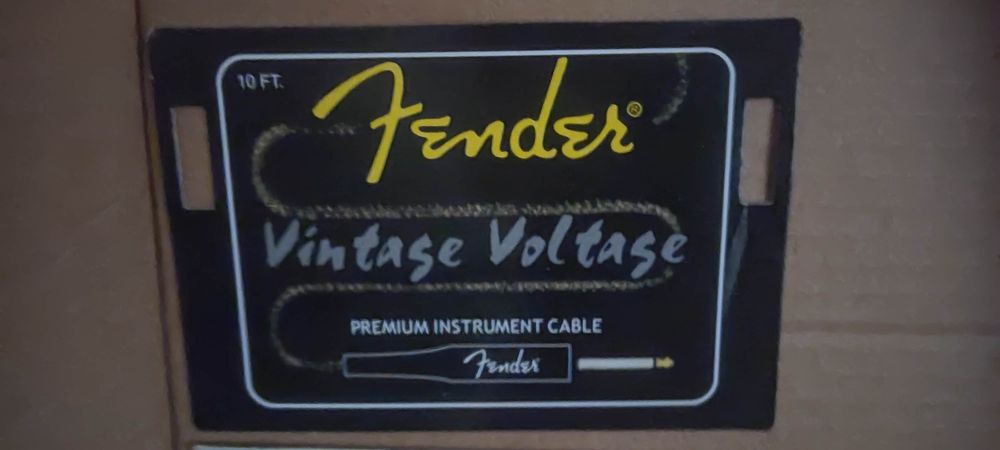 10 FT.
Fender®
Vintage Voltage
PREMIUM INSTRUMENT CABLE
Fender